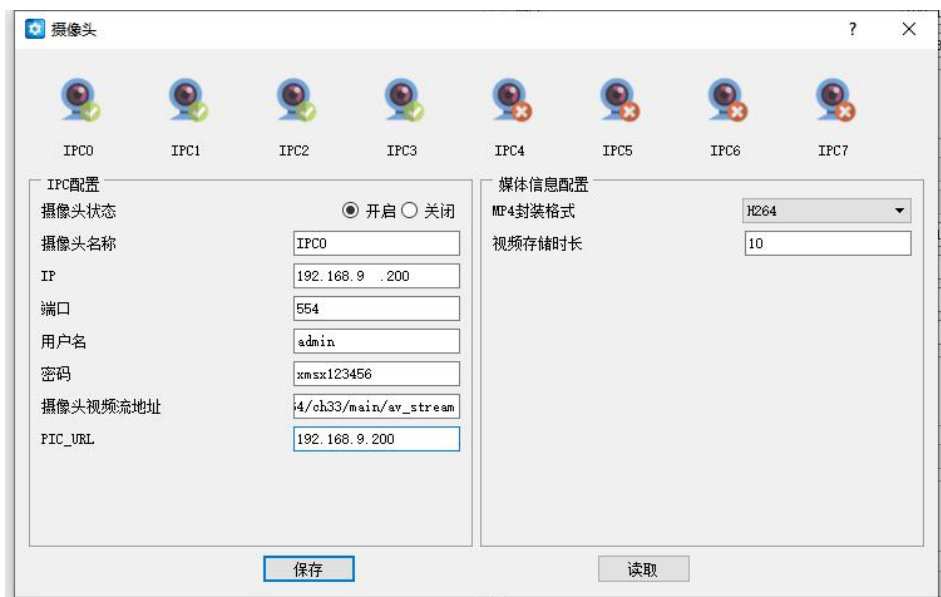 摄像头
IPC0 IPC1 IPC2 IPC3 IPC4 IPC5 IPC6 IPC7
IPC配置
摄像头状态 开启 关闭
摄像头名称 IPC0
IP 192.168.9 .200
端口 554
用户名 admin
密码 xmsx123456
摄像头视频流地址 4/ch33/main/av_stream
PIC_URL 192.168.9.200
媒体信息配置
MP4封装格式 H264
视频存储时长 10
保存 读取